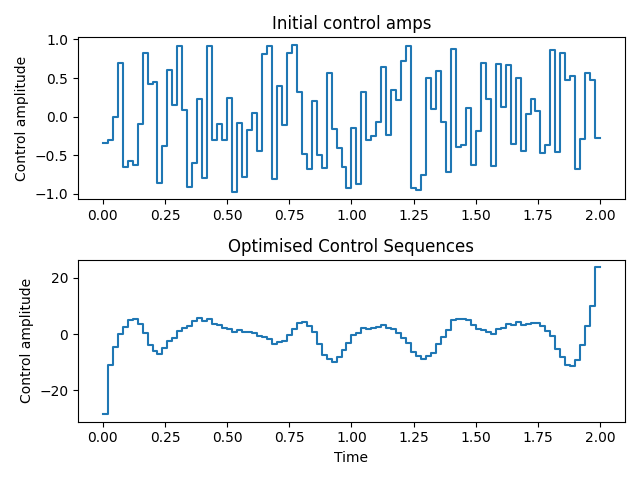 Initial control amps
Control amplitude
1.0
0.5
0.0
−0.5
−1.0
0.00 0.25 0.50 0.75 1.00 1.25 1.50 1.75 2.00
Optimised Control Sequences
Control amplitude
20
0
−20
0.00 0.25 0.50 0.75 1.00 1.25 1.50 1.75 2.00
Time